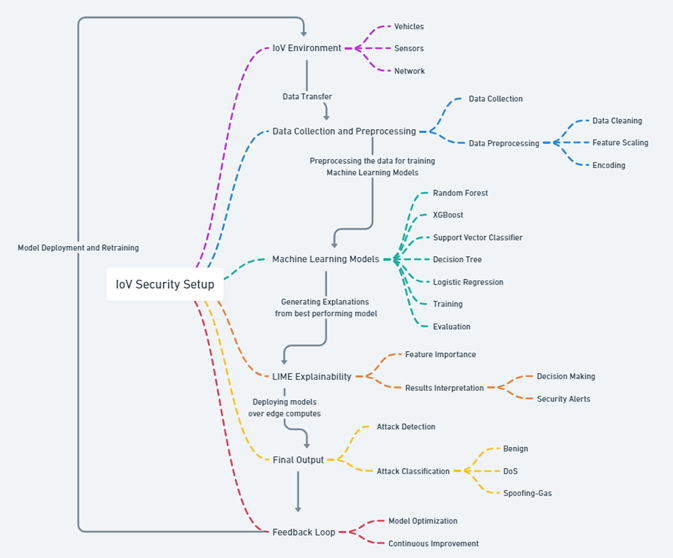 IoV Environment
Vehicles
Sensors
Network
Data Transfer
Data Collection and Preprocessing
Data Collection
Data Preprocessing
Data Cleaning
Feature Scaling
Encoding
Preprocessing the data for training
Machine Learning Models
Random Forest
XGBoost
Support Vector Classifier
Decision Tree
Logistic Regression
Training
Evaluation
Model Deployment and Retraining
IoV Security Setup
Machine Learning Models
Generating Explanations
from best performing model
LIME Explainability
Feature Importance
Results Interpretation
Decision Making
Security Alerts
Deploying models
over edge computes
Final Output
Attack Detection
Attack Classification
Benign
DoS
Spoofing-Gas
Feedback Loop
Model Optimization
Continuous Improvement